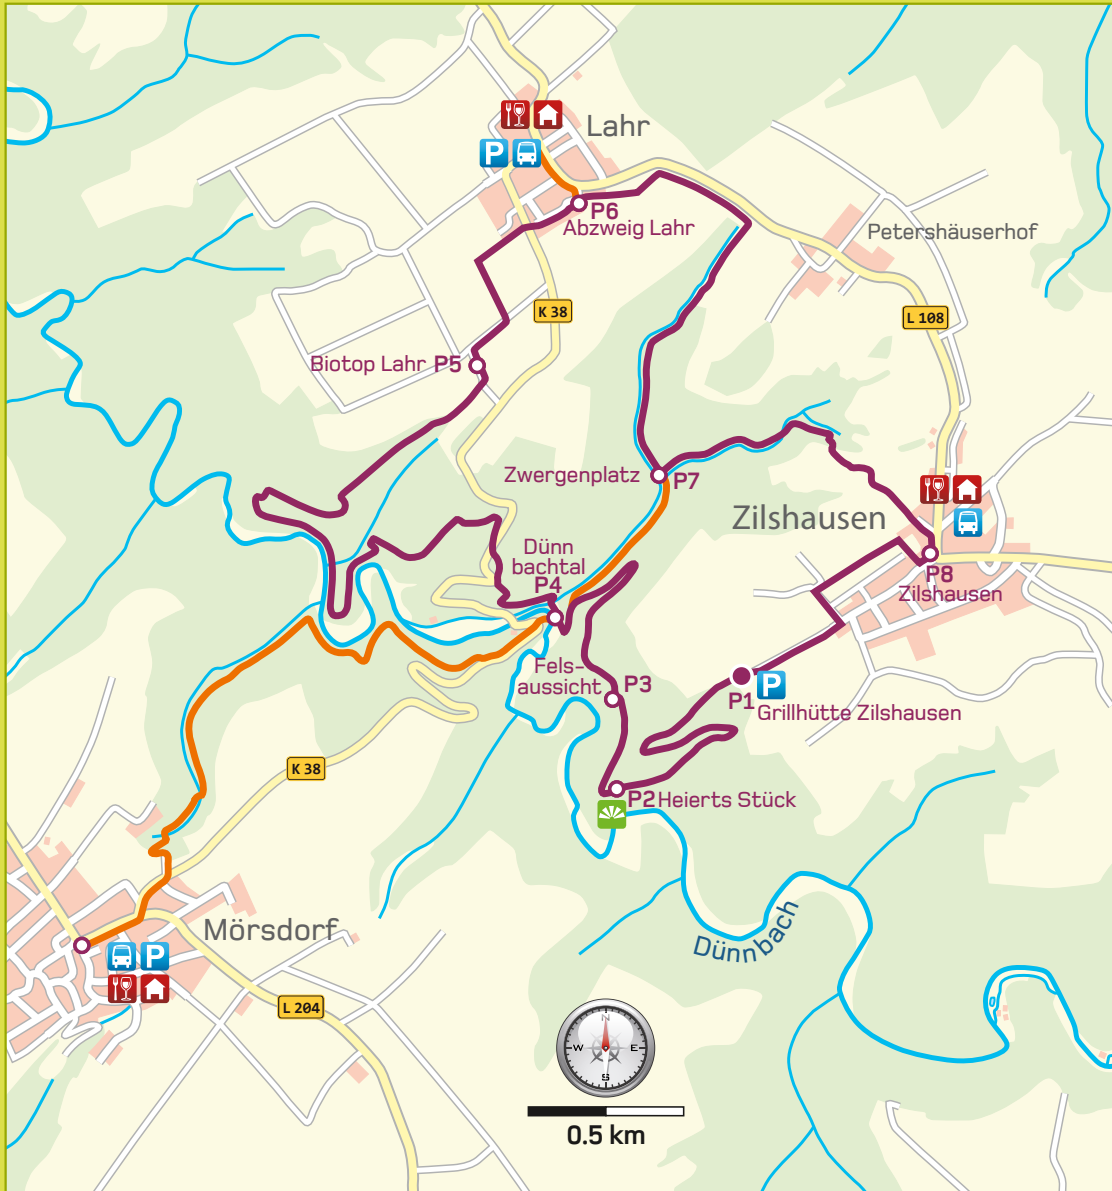 Lahr
P
P6
Abzweig Lahr
Petershäuserhof
K 38
L 108
Biotop Lahr P5
Zwergenplatz
P7
Zilshausen
Dünn
bachtal
P4
P8
Zilshausen
Fels-
aussicht
P3
P1
P
Grillhütte Zilshausen
K 38
P2 Heierts Stück
Mörsdorf
P
Dünnbach
L 204
N
W
E
S
0.5 km